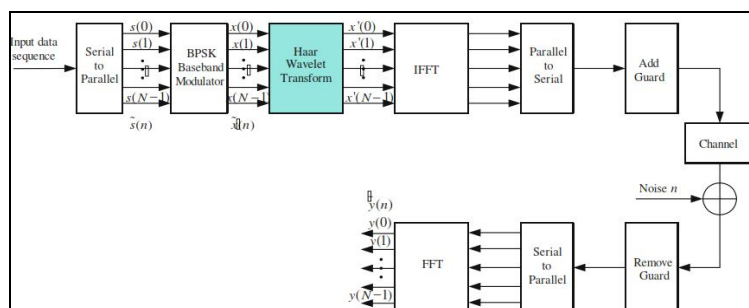 Input data
sequence
Serial
to
Parallel
s(0)
s(1)
s(N−1)
s̃(n)
BPSK
Baseband
Modulator
x(0)
x(1)
x(N−1)
x̃(n)
Haar
Wavelet
Transform
x'(0)
x'(1)
x'(N−1)
IFFT
Parallel
to
Serial
Add
Guard
Channel
Noise n
Remove
Guard
Serial
to
Parallel
FFT
y(n)
y(0)
y(1)
y(N−1)